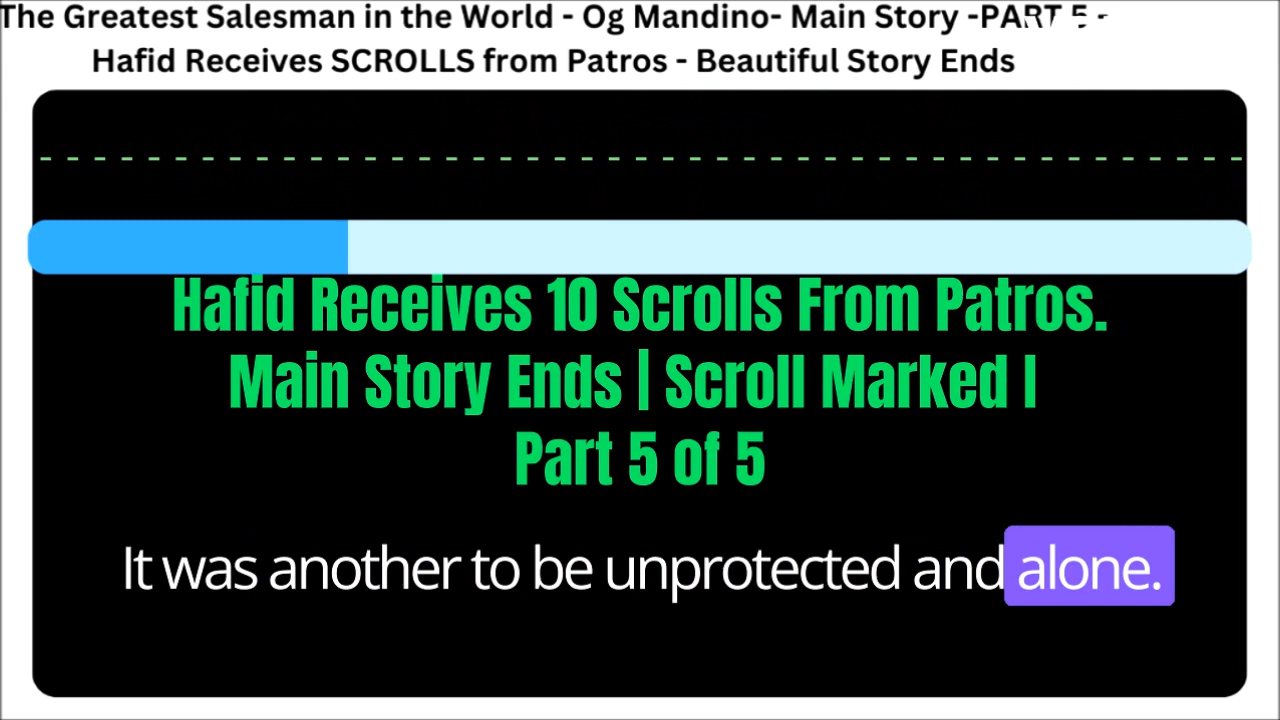 The Greatest Salesman in the World - Og Mandino- Main Story -PART 5 -
Hafid Receives SCROLLS from Patros - Beautiful Story Ends
Hafid Receives 10 Scrolls From Patros.
Main Story Ends | Scroll Marked I
Part 5 of 5
It was another to be unprotected and alone.